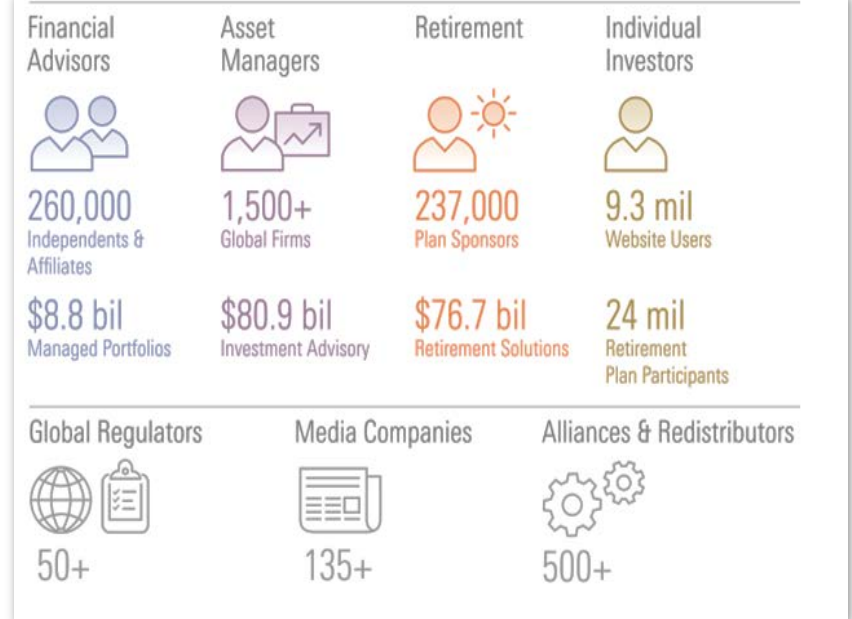 Financial
Advisors
260,000
Independents &
Affiliates
$8.8 bil
Managed Portfolios
Asset
Managers
1,500+
Global Firms
$80.9 bil
Investment Advisory
Retirement
237,000
Plan Sponsors
$76.7 bil
Retirement Solutions
Individual
Investors
9.3 mil
Website Users
24 mil
Retirement
Plan Participants
Global Regulators
50+
Media Companies
135+
Alliances & Redistributors
500+